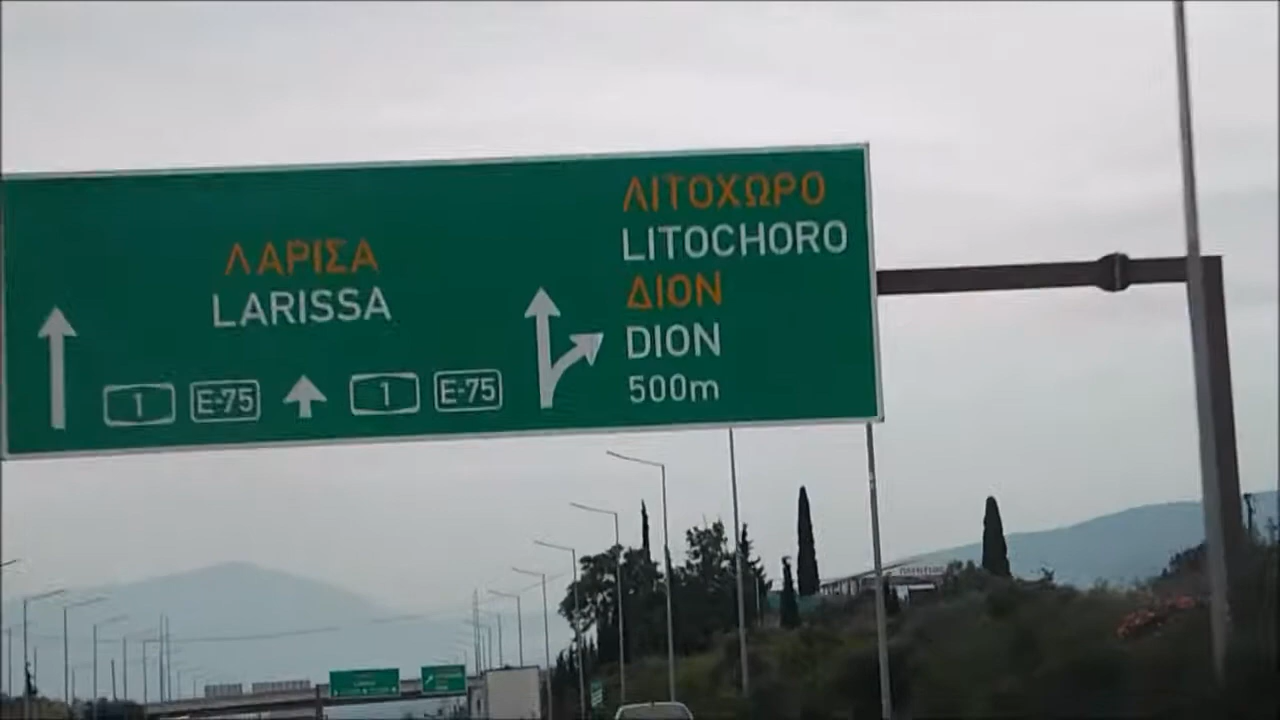 ΛΑΡΙΣΑ
LARISSA
1 E-75 1 E-75
ΛΙΤΟΧΩΡΟ
LITOCHORO
ΔΙΟΝ
DION
500m